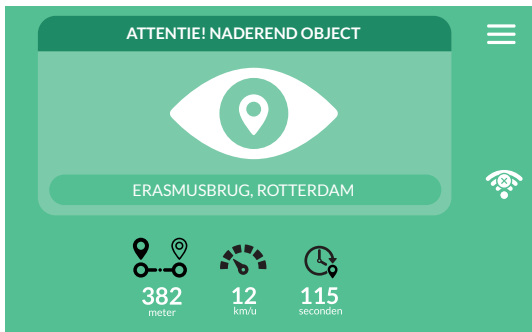 ATTENTIE! NADEREND OBJECT
ERASMUSBRUG, ROTTERDAM
382 12 115
meter km/u seconden